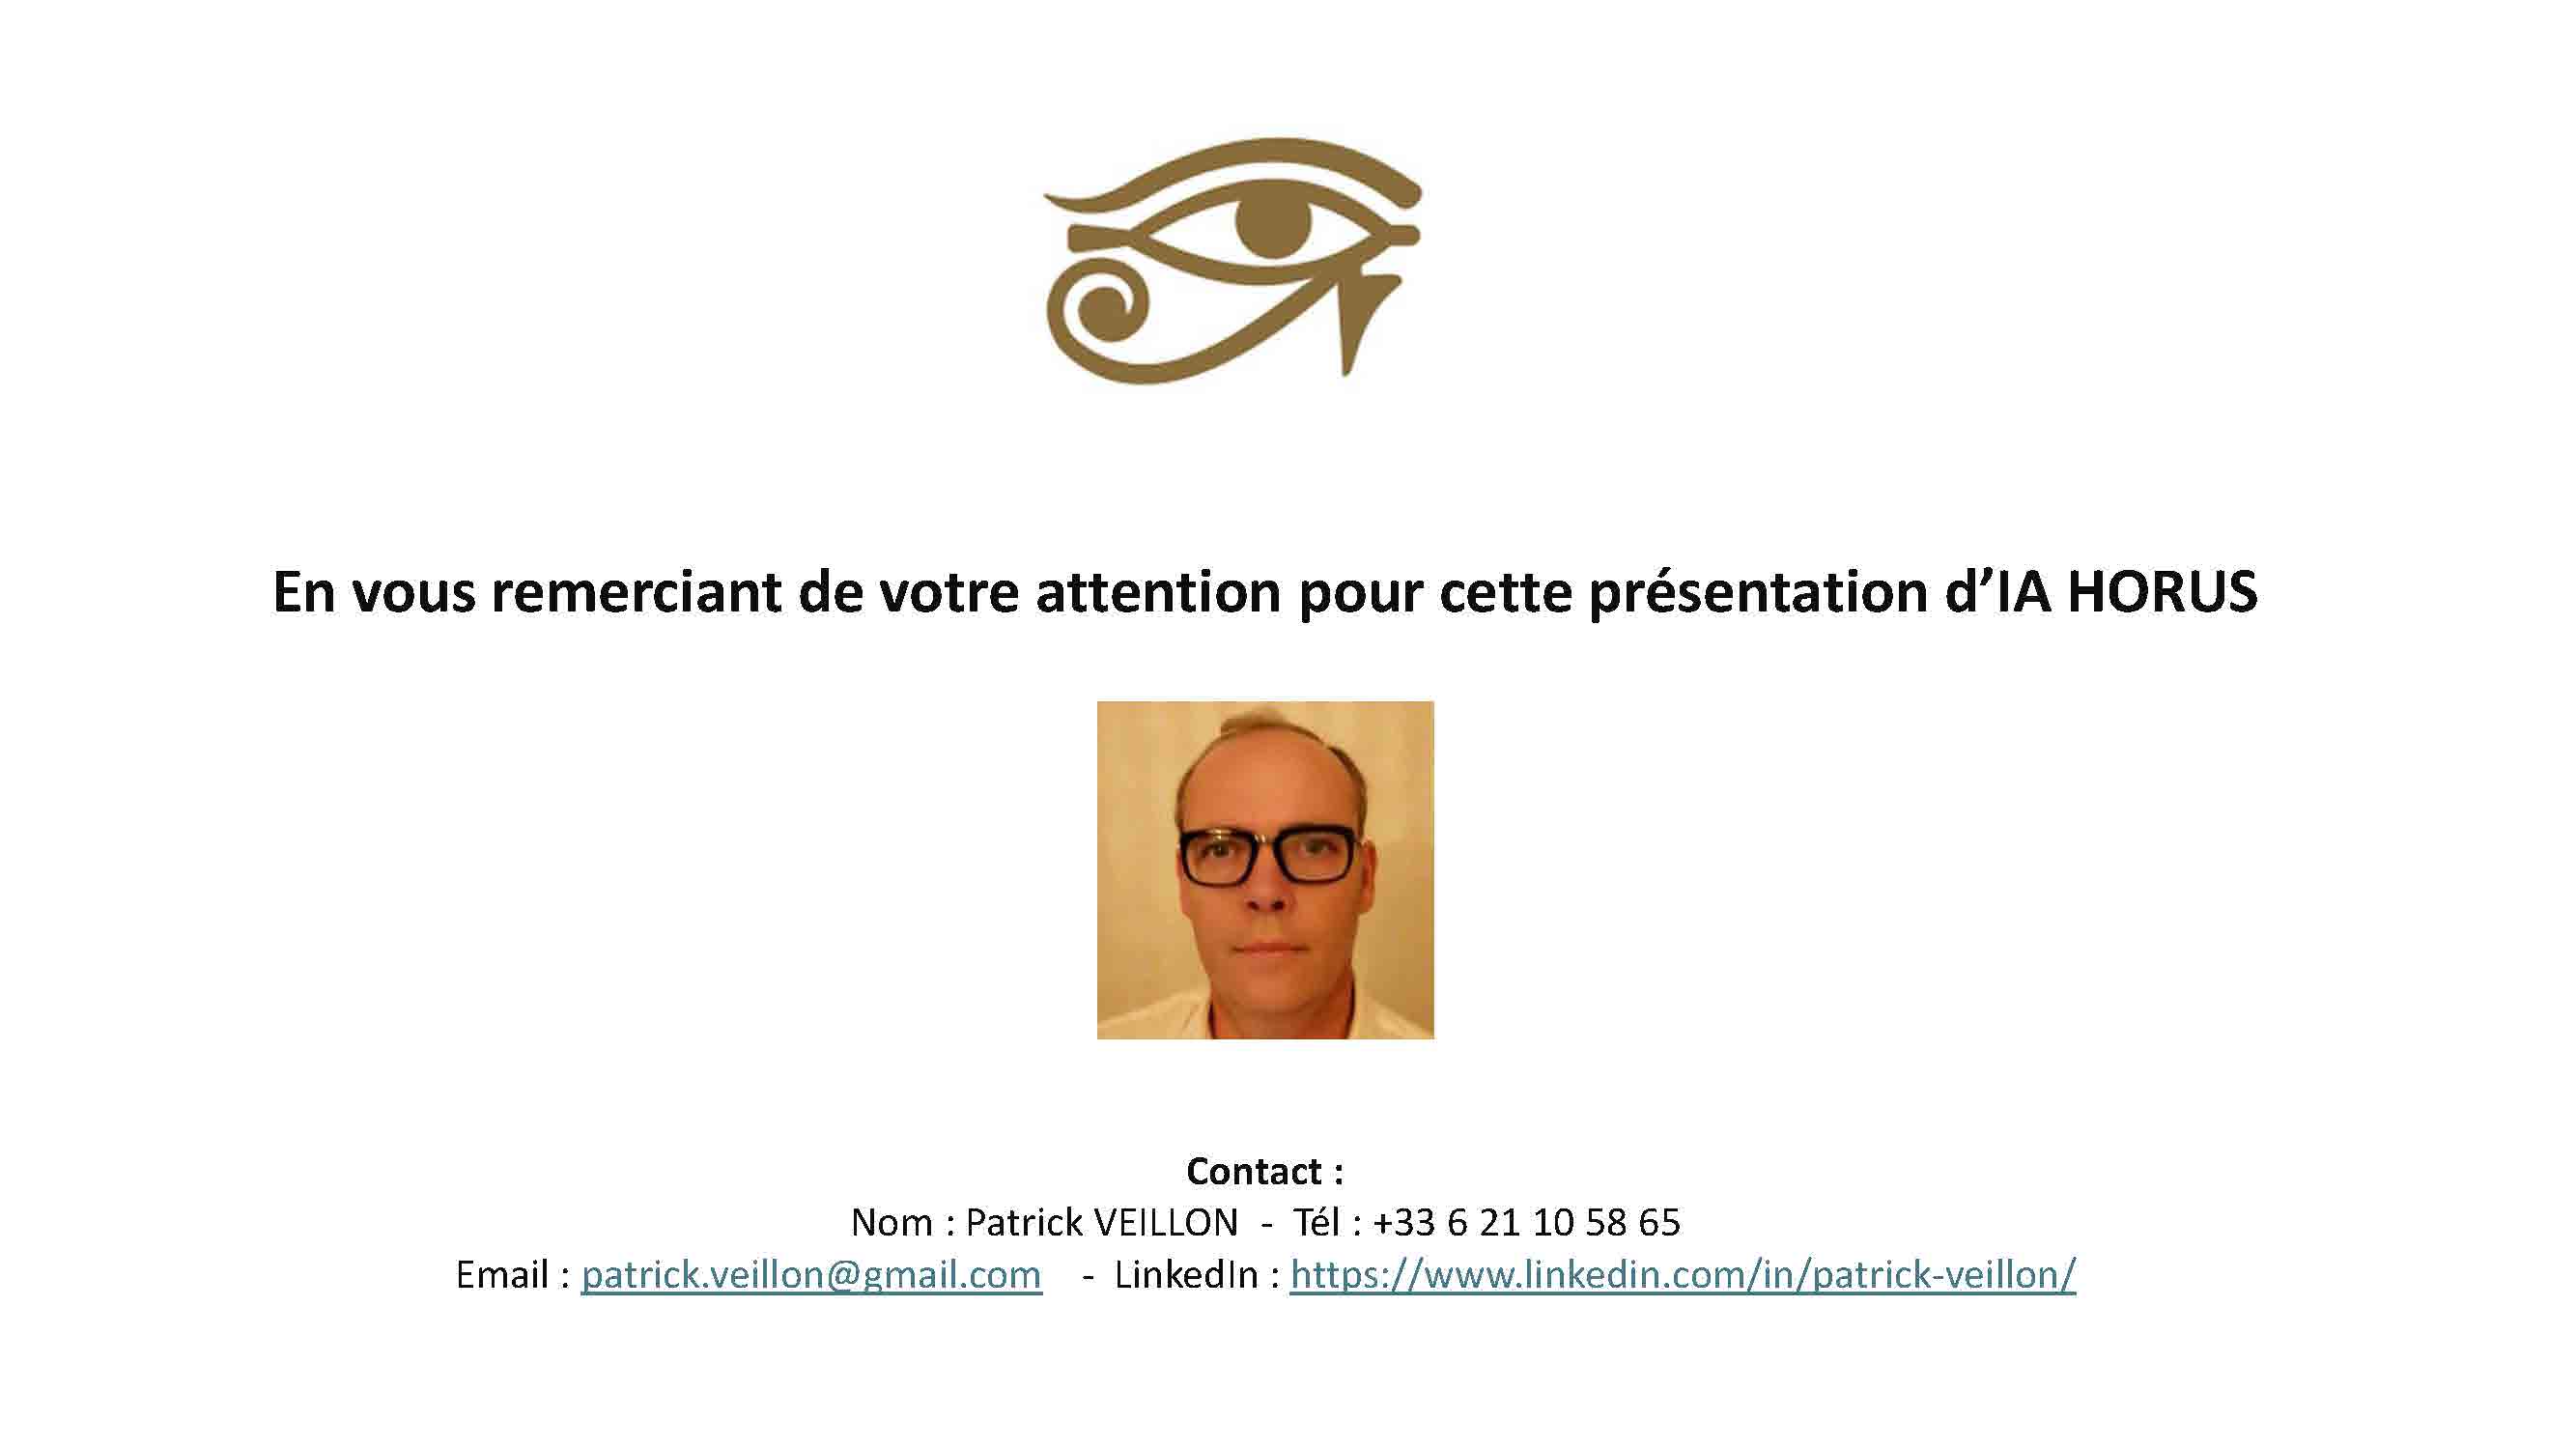 En vous remerciant de votre attention pour cette présentation d’IA HORUS
Contact :
Nom : Patrick VEILLON - Tél : +33 6 21 10 58 65
Email : patrick.veillon@gmail.com - LinkedIn : https://www.linkedin.com/in/patrick-veillon/